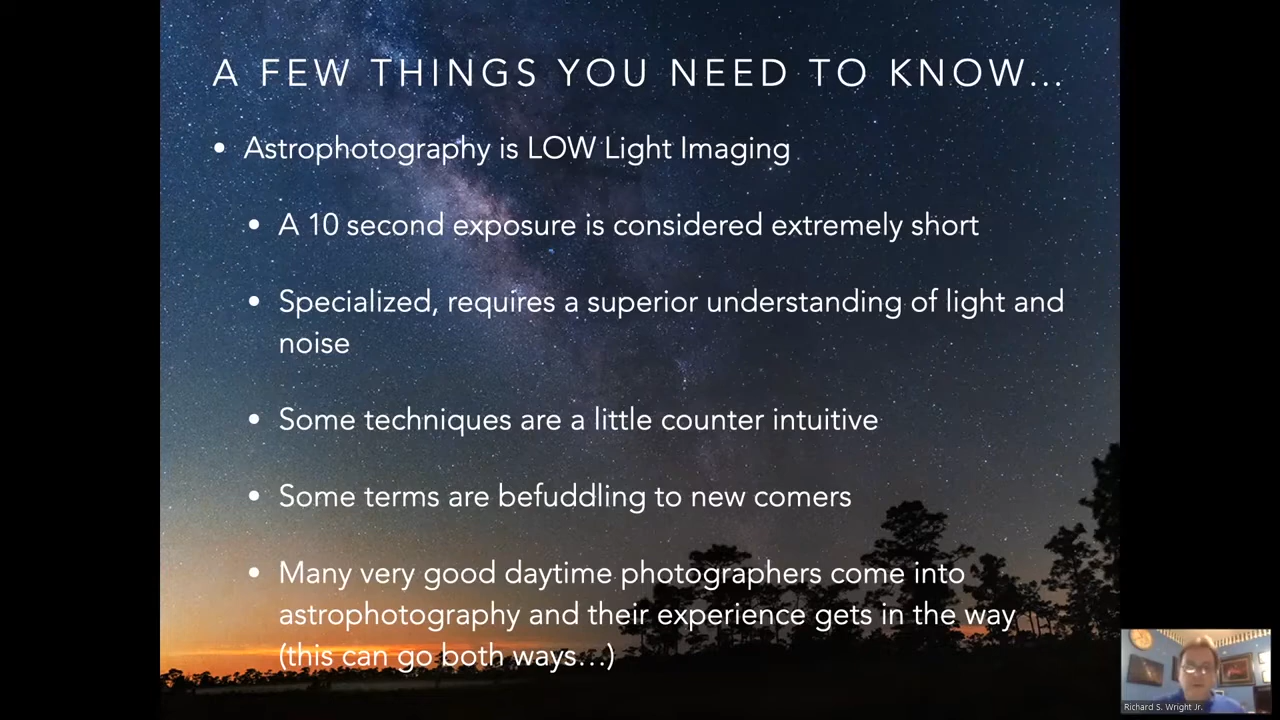 A FEW THINGS YOU NEED TO KNOW...
• Astrophotography is LOW Light Imaging
• A 10 second exposure is considered extremely short
• Specialized, requires a superior understanding of light and
noise
• Some techniques are a little counter intuitive
• Some terms are befuddling to new comers
• Many very good daytime photographers come into
astrophotography and their experience gets in the way
(this can go both ways...)
Richard S. Wright Jr.